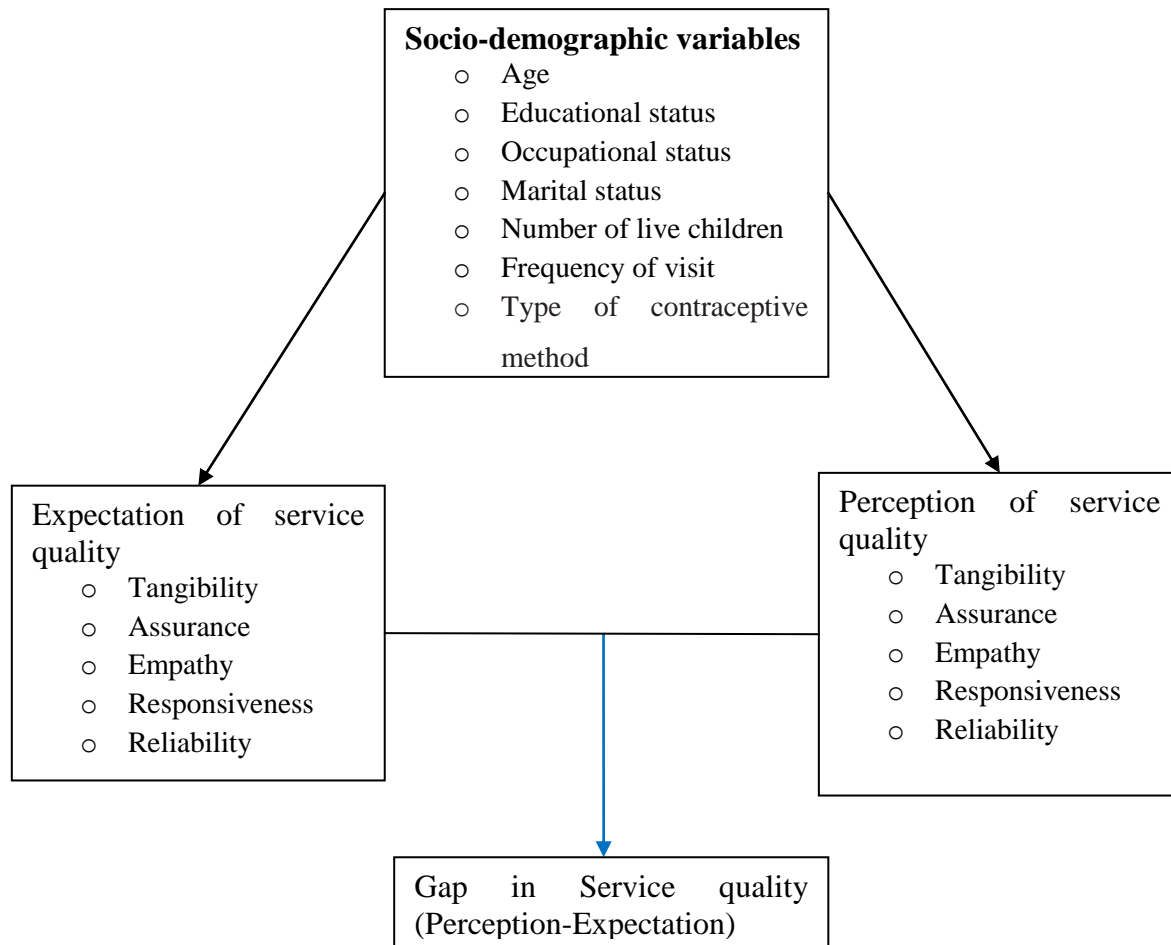 Socio-demographic variables
o Age
o Educational status
o Occupational status
o Marital status
o Number of live children
o Frequency of visit
o Type of contraceptive
method
Expectation of service
quality
o Tangibility
o Assurance
o Empathy
o Responsiveness
o Reliability
Perception of service
quality
o Tangibility
o Assurance
o Empathy
o Responsiveness
o Reliability
Gap in Service quality
(Perception-Expectation)